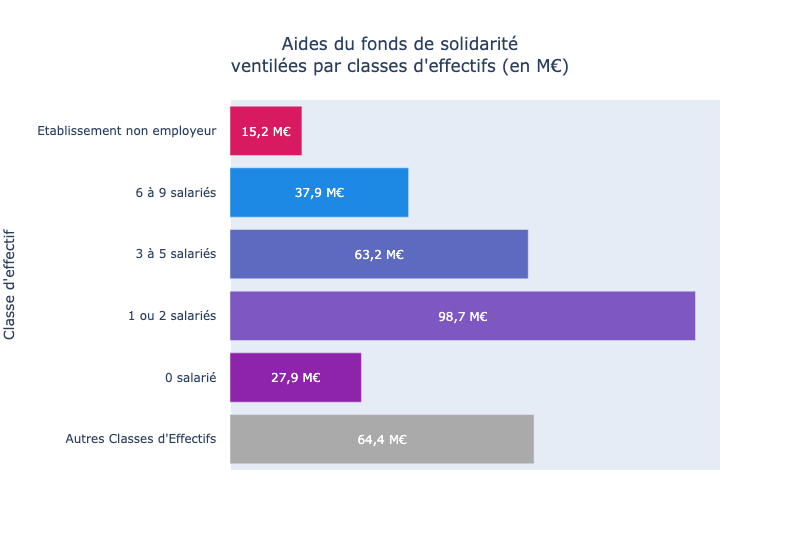 Aides du fonds de solidarité
ventilées par classes d'effectifs (en M€)
Classe d'effectif
Etablissement non employeur
15,2 M€
6 à 9 salariés
37,9 M€
3 à 5 salariés
63,2 M€
1 ou 2 salariés
98,7 M€
0 salarié
27,9 M€
Autres Classes d'Effectifs
64,4 M€